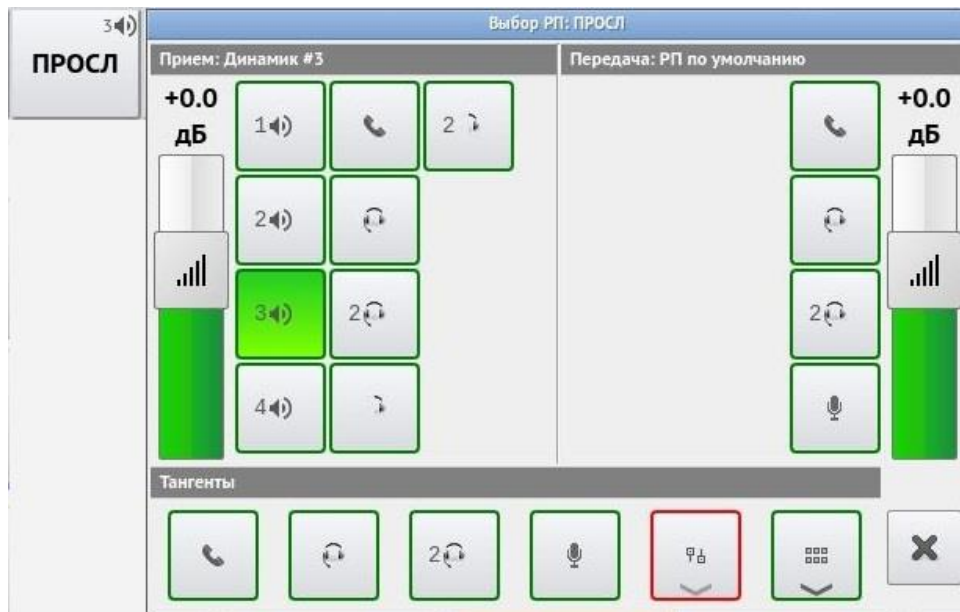 3
ПРОСЛ
Выбор РП: ПРОСЛ
Прием: Динамик #3
Передача: РП по умолчанию
+0.0
дБ
1
2
2
3
2
4
2
+0.0
дБ
Тангенты
2